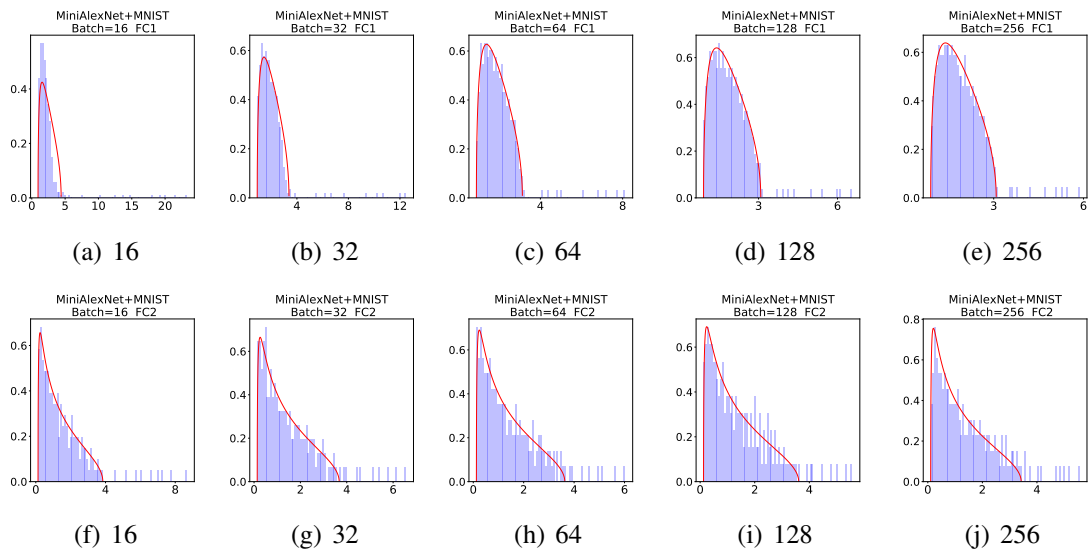 MiniAlexNet+MNIST
Batch=16 FC1
0.4
0.2
0.0
0 5 10 15 20
(a) 16
MiniAlexNet+MNIST
Batch=32 FC1
0.6
0.4
0.2
0.0
4 8 12
(b) 32
MiniAlexNet+MNIST
Batch=64 FC1
0.6
0.4
0.2
0.0
4 8
(c) 64
MiniAlexNet+MNIST
Batch=128 FC1
0.6
0.4
0.2
0.0
3 6
(d) 128
MiniAlexNet+MNIST
Batch=256 FC1
0.6
0.4
0.2
0.0
3 6
(e) 256
MiniAlexNet+MNIST
Batch=16 FC2
0.6
0.4
0.2
0.0
0 4 8
(f) 16
MiniAlexNet+MNIST
Batch=32 FC2
0.6
0.4
0.2
0.0
0 2 4 6
(g) 32
MiniAlexNet+MNIST
Batch=64 FC2
0.6
0.4
0.2
0.0
0 2 4 6
(h) 64
MiniAlexNet+MNIST
Batch=128 FC2
0.6
0.4
0.2
0.0
0 2 4
(i) 128
MiniAlexNet+MNIST
Batch=256 FC2
0.8
0.6
0.4
0.2
0.0
0 2 4
(j) 256